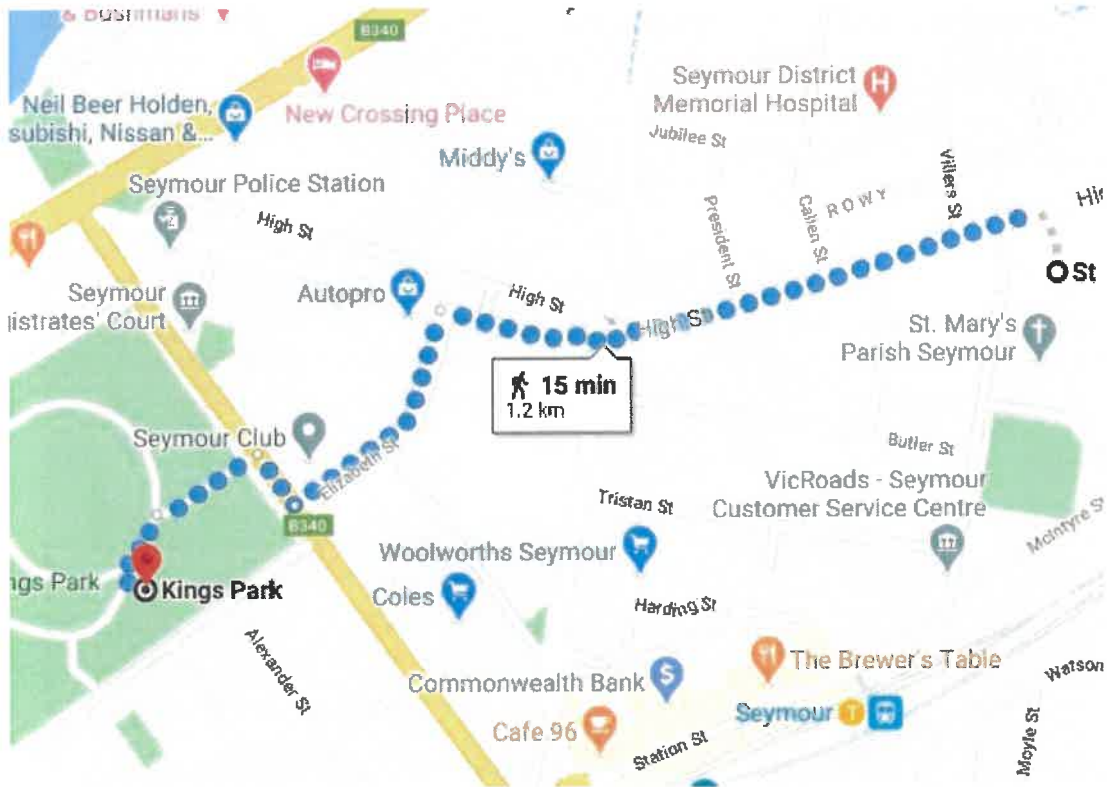 & Bushmans
B340
Neil Beer Holden,
subishi, Nissan &...
New Crossing Place
Seymour District
Memorial Hospital
Jubilee St
Middy's
Villers St
Seymour Police Station
High St
President St
Callen St
ROWY
Hig
Seymour
gistrates' Court
Autopro
High St
High St
St
St. Mary's
Parish Seymour
15 min
1.2 km
Seymour Club
Elizabeth St
B340
Butler St
VicRoads - Seymour
Customer Service Centre
Tristan St
McIntyre St
Woolworths Seymour
ngs Park
Kings Park
Coles
Harding St
Alexander St
The Brewer's Table
Watson
Commonwealth Bank
Seymour
Cafe 96
Station St
Moyle St